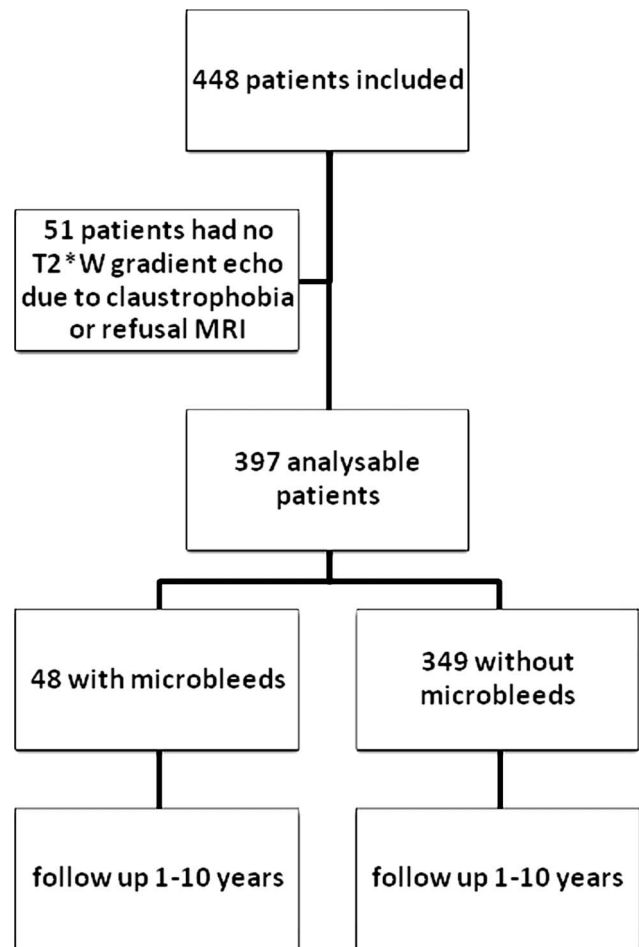 448 patients included
51 patients had no
T2*W gradient echo
due to claustrophobia
or refusal MRI
397 analysable
patients
48 with microbleeds
349 without
microbleeds
follow up 1-10 years
follow up 1-10 years